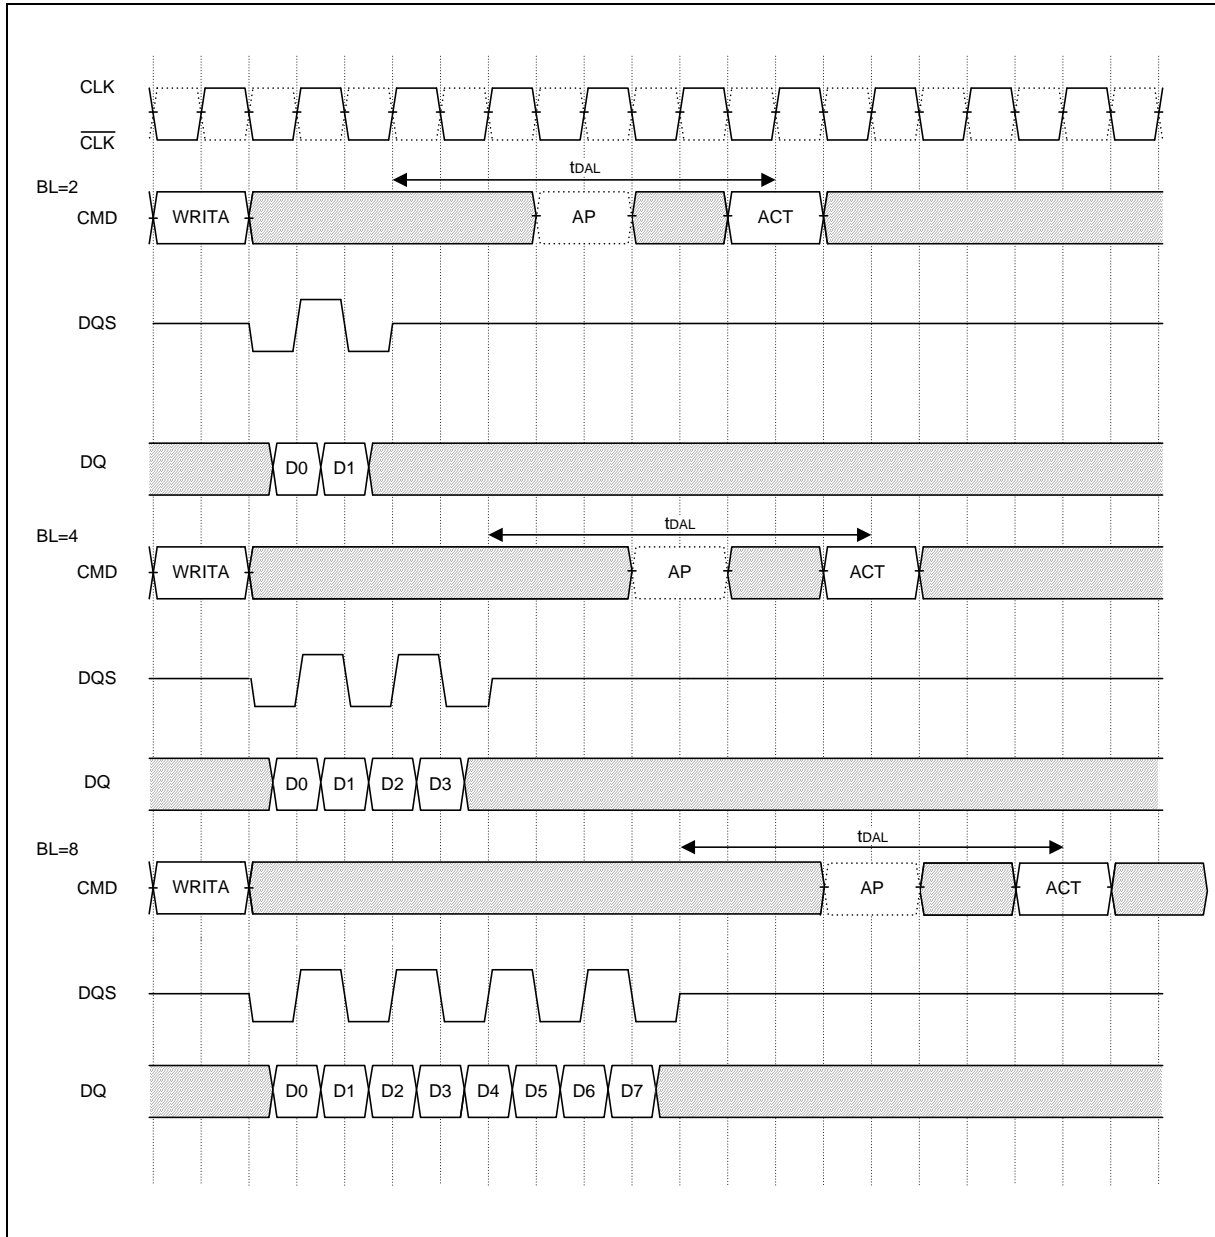 CLK
CLK
tDAL
BL=2
CMD WRITA AP ACT
DQS
DQ D0 D1
tDAL
BL=4
CMD WRITA AP ACT
DQS
DQ D0 D1 D2 D3
tDAL
BL=8
CMD WRITA AP ACT
DQS
DQ D0 D1 D2 D3 D4 D5 D6 D7